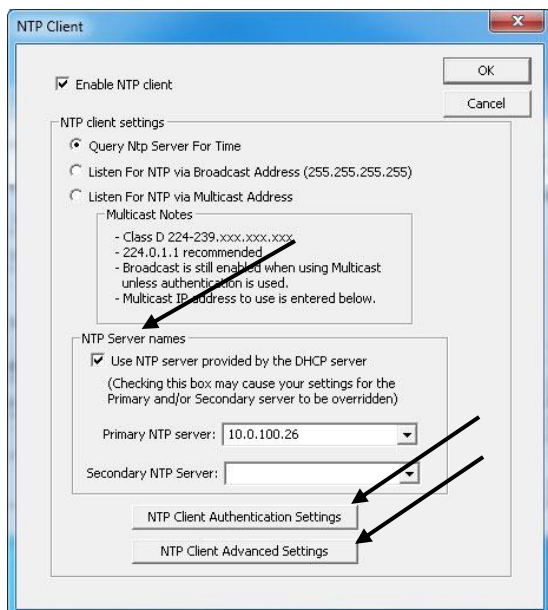 NTP Client
OK
Enable NTP client
Cancel
NTP client settings
Query Ntp Server For Time
Listen For NTP via Broadcast Address (255.255.255.255)
Listen For NTP via Multicast Address
Multicast Notes
- Class D 224-239.xxx.xxx.xxx
- 224.0.1.1 recommended
- Broadcast is still enabled when using Multicast
unless authentication is used.
- Multicast IP address to use is entered below.
NTP Server names
Use NTP server provided by the DHCP server
(Checking this box may cause your settings for the
Primary and/or Secondary server to be overridden)
Primary NTP server: 10.0.100.26
Secondary NTP Server:
NTP Client Authentication Settings
NTP Client Advanced Settings